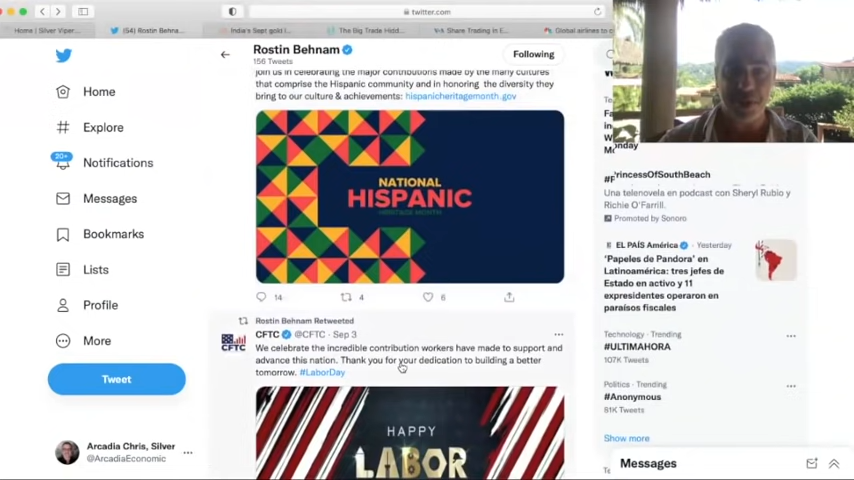 twitter.com
Home | Silver Viper...
(54) Rostin Behna...
India's Sept gold i...
The Big Trade Hidd...
Share Trading in E...
Global airlines to c
Rostin Behnam
156 Tweets
Following
join us in celebrating the major contributions made by the many cultures
that comprise the Hispanic community and in honoring the diversity they
bring to our culture & achievements: hispanicheritagemonth.gov
NATIONAL
HISPANIC
HERITAGE MONTH
14
4
6
Rostin Behnam Retweeted
CFTC @CFTC · Sep 3
We celebrate the incredible contribution workers have made to support and
advance this nation. Thank you for your dedication to building a better
tomorrow. #LaborDay
CFTC
HAPPY
LABOR
Home
Explore
20+
Notifications
Messages
Bookmarks
Lists
Profile
More
Tweet
Arcadia Chris, Silver
@ArcadiaEconomic
Monday
PrincessOfSouthBeach
Una telenovela en podcast con Sheryl Rubio y
Richie O'Farrill.
Promoted by Sonoro
EL PAÍS América · Yesterday
'Papeles de Pandora' en
Latinoamérica: tres jefes de
Estado en activo y 11
expresidentes operaron en
paraísos fiscales
Technology · Trending
#ULTIMAHORA
107K Tweets
Politics · Trending
#Anonymous
81K Tweets
Show more
Messages